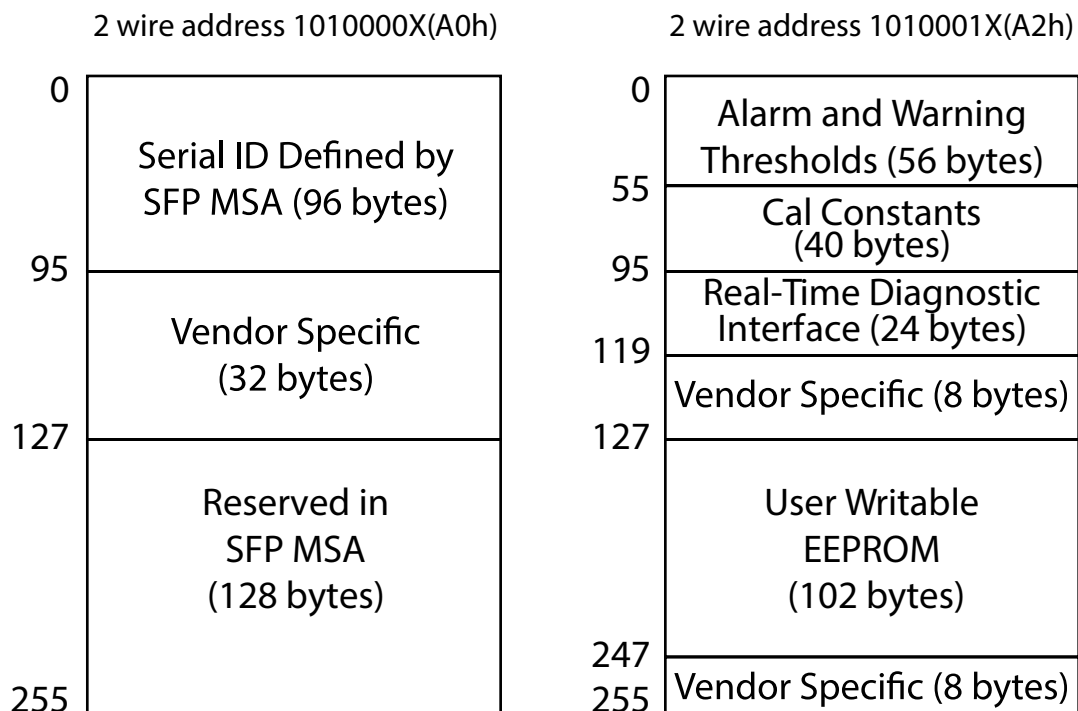 2 wire address 1010000X(A0h)
0
Serial ID Defined by
SFP MSA (96 bytes)
95
Vendor Specific
(32 bytes)
127
Reserved in
SFP MSA
(128 bytes)
255
2 wire address 1010001X(A2h)
0
Alarm and Warning
Thresholds (56 bytes)
55
Cal Constants
(40 bytes)
95
Real-Time Diagnostic
Interface (24 bytes)
119
Vendor Specific (8 bytes)
127
User Writable
EEPROM
(102 bytes)
247
Vendor Specific (8 bytes)
255